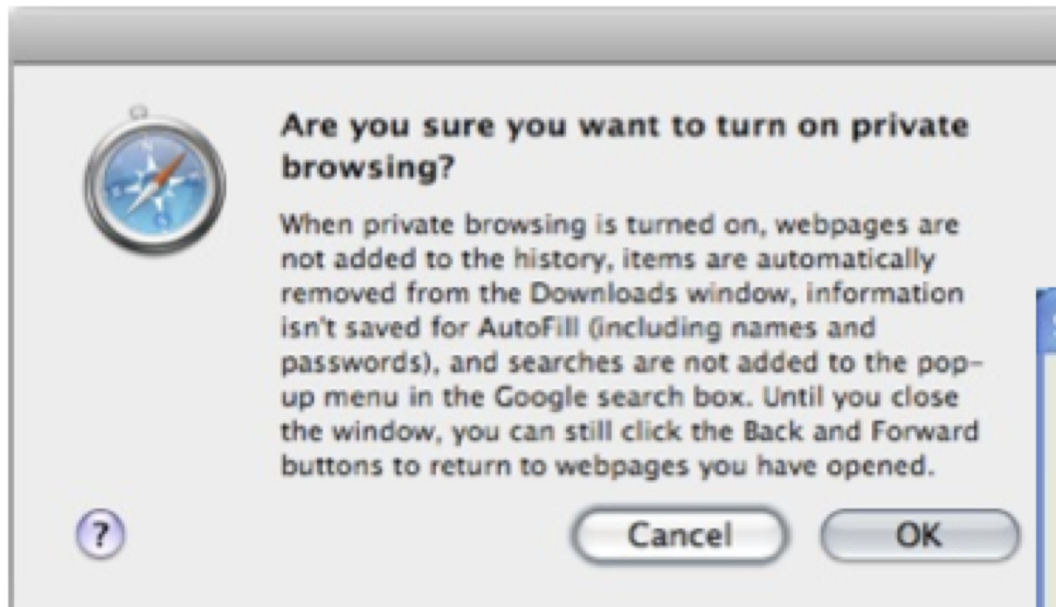 Are you sure you want to turn on private
browsing?
When private browsing is turned on, webpages are
not added to the history, items are automatically
removed from the Downloads window, information
isn't saved for AutoFill (including names and
passwords), and searches are not added to the pop-
up menu in the Google search box. Until you close
the window, you can still click the Back and Forward
buttons to return to webpages you have opened.
? Cancel OK